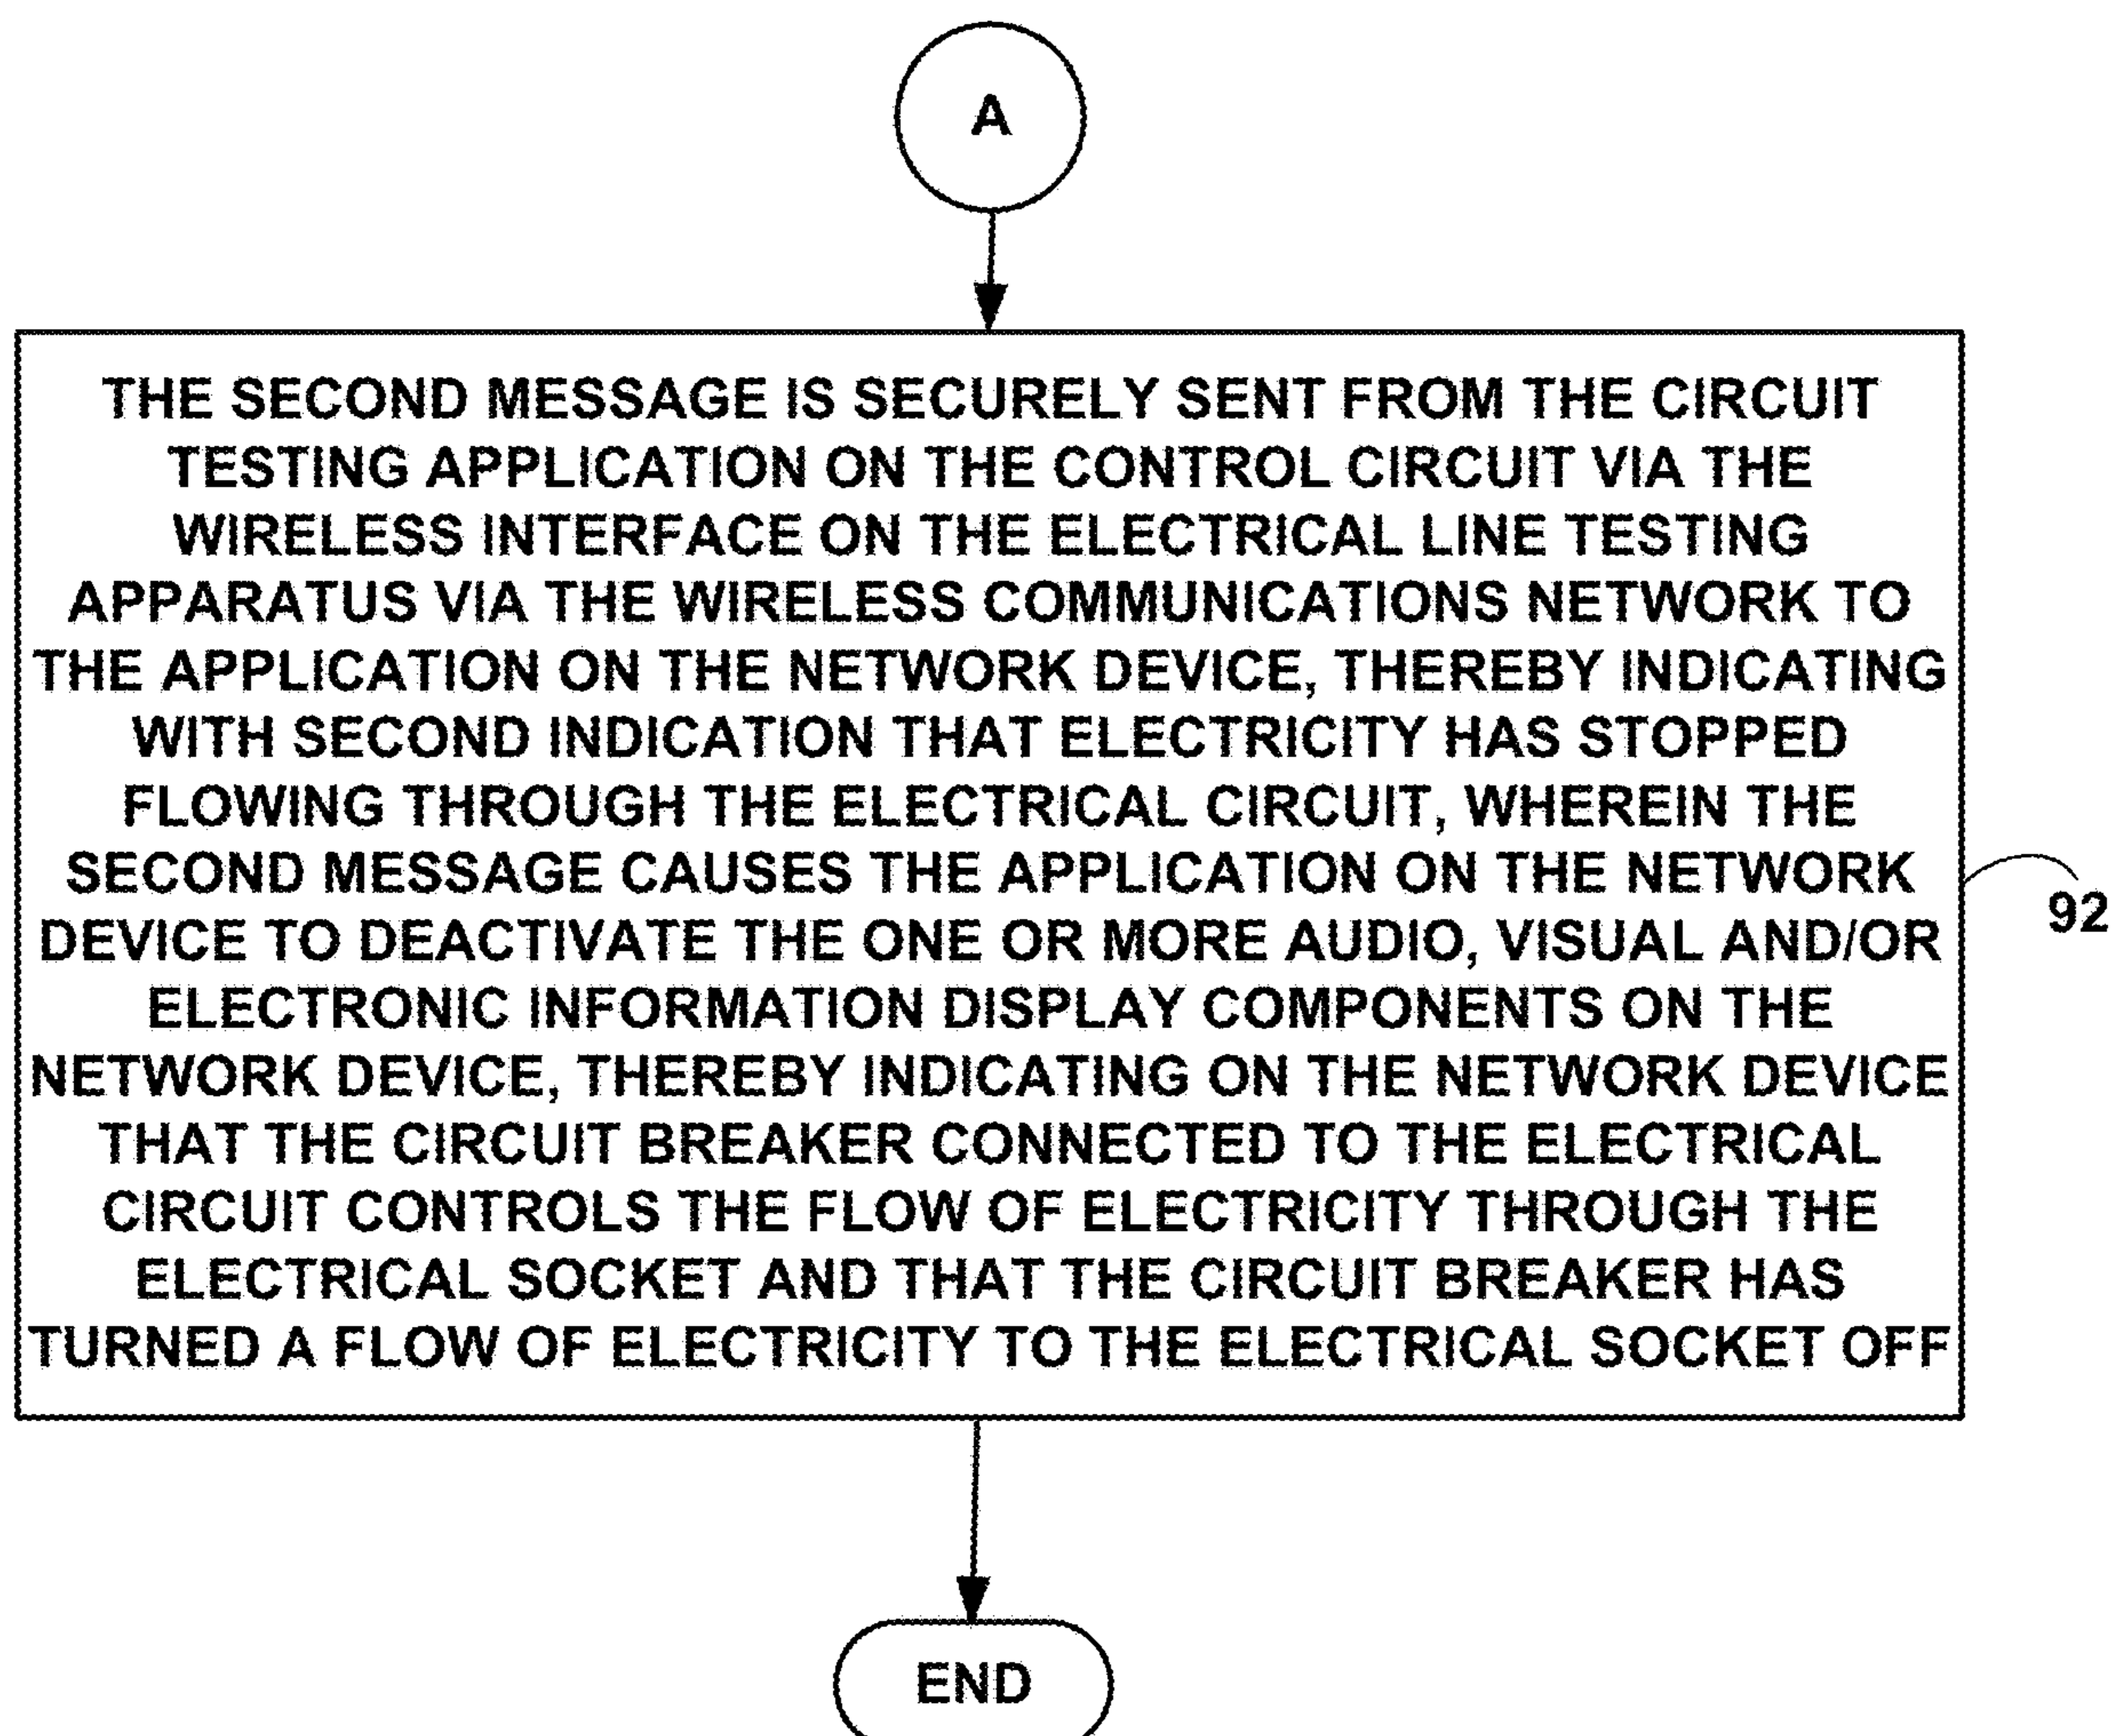 A
THE SECOND MESSAGE IS SECURELY SENT FROM THE CIRCUIT
TESTING APPLICATION ON THE CONTROL CIRCUIT VIA THE
WIRELESS INTERFACE ON THE ELECTRICAL LINE TESTING
APPARATUS VIA THE WIRELESS COMMUNICATIONS NETWORK TO
THE APPLICATION ON THE NETWORK DEVICE, THEREBY INDICATING
WITH SECOND INDICATION THAT ELECTRICITY HAS STOPPED
FLOWING THROUGH THE ELECTRICAL CIRCUIT, WHEREIN THE
SECOND MESSAGE CAUSES THE APPLICATION ON THE NETWORK
DEVICE TO DEACTIVATE THE ONE OR MORE AUDIO, VISUAL AND/OR
ELECTRONIC INFORMATION DISPLAY COMPONENTS ON THE
NETWORK DEVICE, THEREBY INDICATING ON THE NETWORK DEVICE
THAT THE CIRCUIT BREAKER CONNECTED TO THE ELECTRICAL
CIRCUIT CONTROLS THE FLOW OF ELECTRICITY THROUGH THE
ELECTRICAL SOCKET AND THAT THE CIRCUIT BREAKER HAS
TURNED A FLOW OF ELECTRICITY TO THE ELECTRICAL SOCKET OFF
92
END